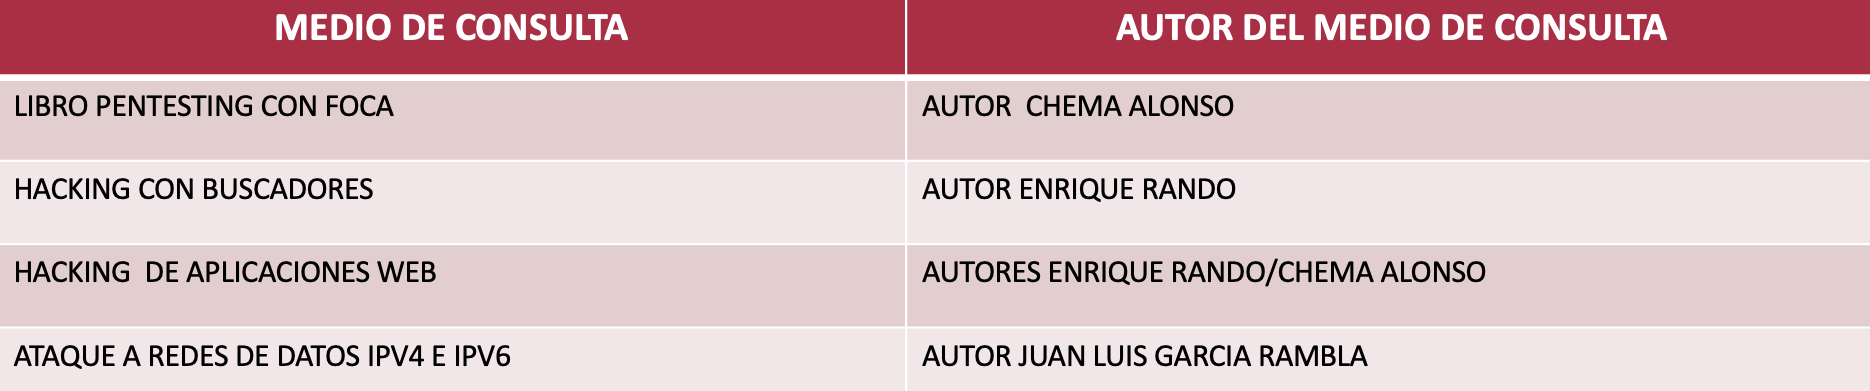 MEDIO DE CONSULTA AUTOR DEL MEDIO DE CONSULTA
LIBRO PENTESTING CON FOCA AUTOR CHEMA ALONSO
HACKING CON BUSCADORES AUTOR ENRIQUE RANDO
HACKING DE APLICACIONES WEB AUTORES ENRIQUE RANDO/CHEMA ALONSO
ATAQUE A REDES DE DATOS IPV4 E IPV6 AUTOR JUAN LUIS GARCIA RAMBLA